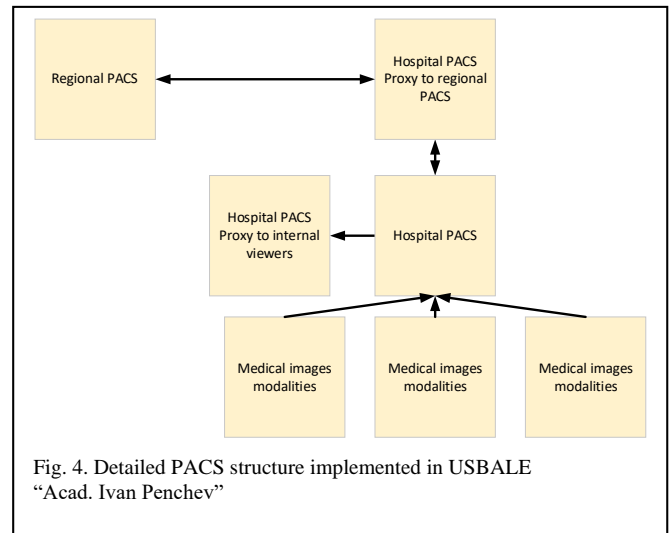 Regional PACS
Hospital PACS
Proxy to regional
PACS
Hospital PACS
Proxy to internal
viewers
Hospital PACS
Medical images
modalities
Medical images
modalities
Medical images
modalities
Fig. 4. Detailed PACS structure implemented in USBALE
“Acad. Ivan Penchev”